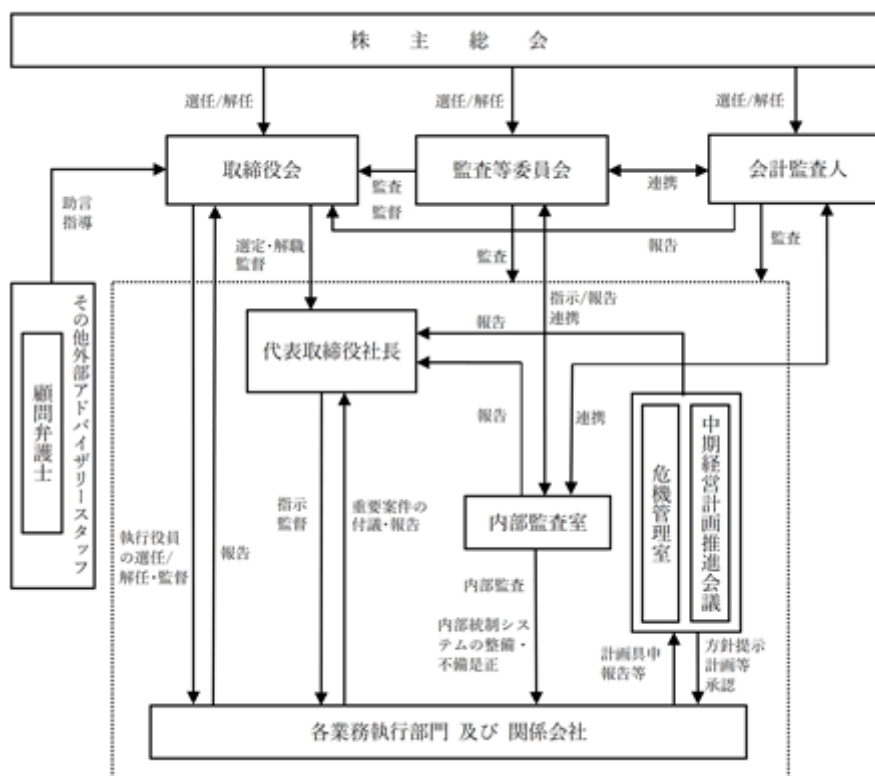 株主総会
選任/解任
選任/解任
選任/解任
取締役会
監査等委員会
会計監査人
監査
監督
連携
助言
指導
選定・解職
監督
監査
報告
監査
その他外部アドバイザリースタッフ
顧問弁護士
代表取締役社長
報告
指示/報告
連携
報告
連携
危機管理室
中期経営計画推進会議
執行役員
の選任/
解任・監督
報告
指示
監督
重要案件の
付議・報告
内部監査室
内部監査
内部統制シス
テムの整備・
不備是正
計画具申
報告等
方針提示
計画等
承認
各業務執行部門 及び 関係会社